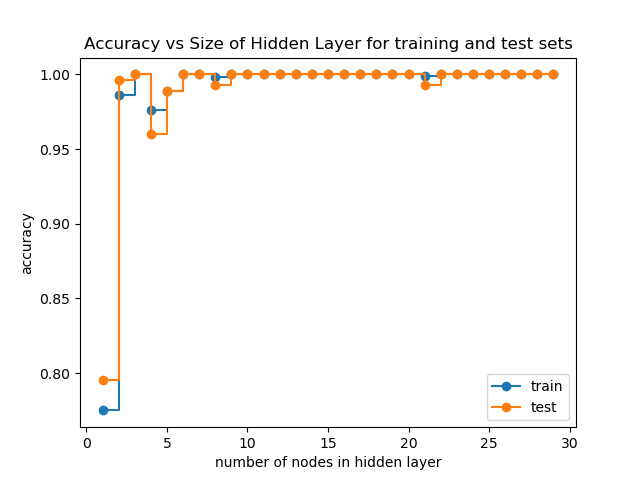 Accuracy vs Size of Hidden Layer for training and test sets
1.00
0.95
0.90
0.85
0.80
accuracy
0
5
10
15
20
25
30
number of nodes in hidden layer
train
test